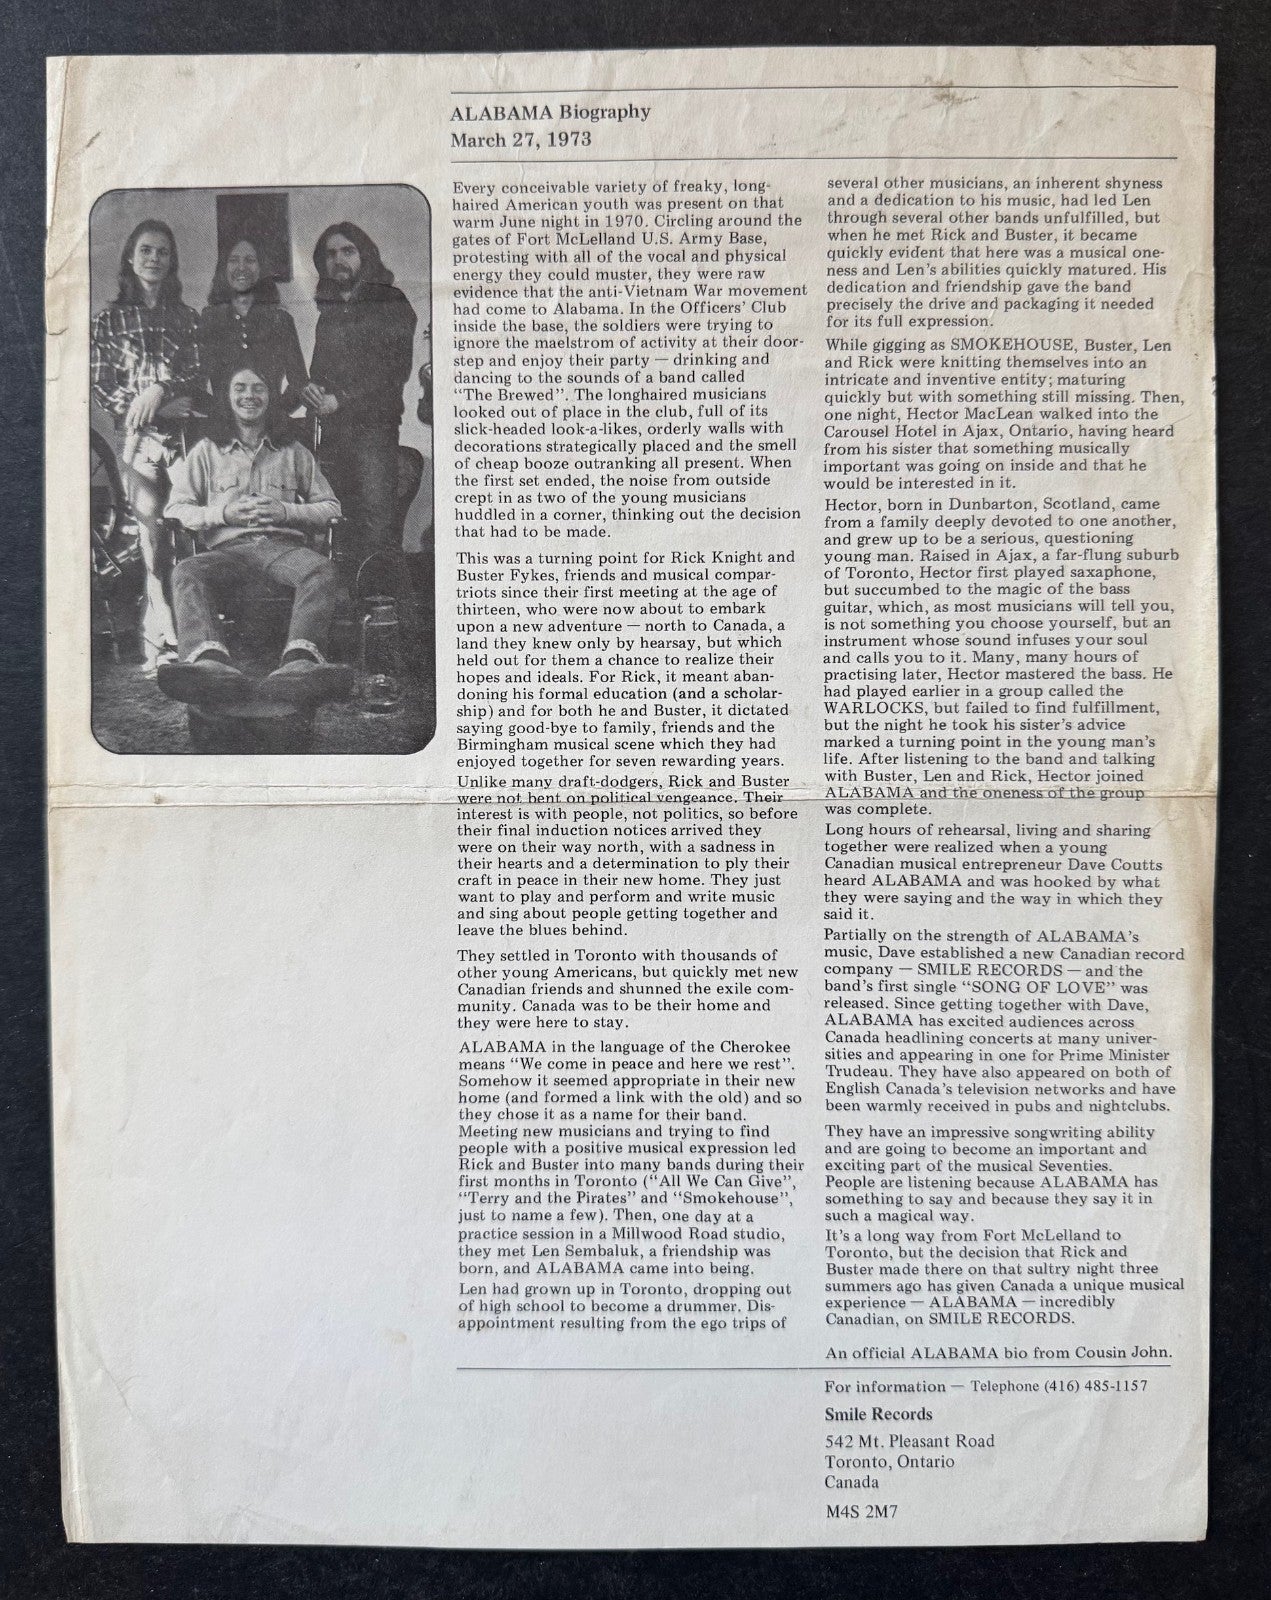 ALABAMA Biography
March 27, 1973
Every conceivable variety of freaky, long-
haired American youth was present on that
warm June night in 1970. Circling around the
gates of Fort McLelland U.S. Army Base,
protesting with all of the vocal and physical
energy they could muster, they were raw
evidence that the anti-Vietnam War movement
had come to Alabama. In the Officers' Club
inside the base, the soldiers were trying to
ignore the maelstrom of activity at their door-
step and enjoy their party — drinking and
dancing to the sounds of a band called
"The Brewed". The longhaired musicians
looked out of place in the club, full of its
slick-headed look-a-likes, orderly walls with
decorations strategically placed and the smell
of cheap booze outranking all present. When
the first set ended, the noise from outside
crept in as two of the young musicians
huddled in a corner, thinking out the decision
that had to be made.
This was a turning point for Rick Knight and
Buster Fykes, friends and musical compar-
triots since their first meeting at the age of
thirteen, who were now about to embark
upon a new adventure — north to Canada, a
land they knew only by hearsay, but which
held out for them a chance to realize their
hopes and ideals. For Rick, it meant aban-
doning his formal education (and a scholar-
ship) and for both he and Buster, it dictated
saying good-bye to family, friends and the
Birmingham musical scene which they had
enjoyed together for seven rewarding years.
Unlike many draft-dodgers, Rick and Buster
were not bent on political vengeance. Their
interest is with people, not politics, so before
their final induction notices arrived they
were on their way north, with a sadness in
their hearts and a determination to ply their
craft in peace in their new home. They just
want to play and perform and write music
and sing about people getting together and
leave the blues behind.
They settled in Toronto with thousands of
other young Americans, but quickly met new
Canadian friends and shunned the exile com-
munity. Canada was to be their home and
they were here to stay.
ALABAMA in the language of the Cherokee
means "We come in peace and here we rest".
Somehow it seemed appropriate in their new
home (and formed a link with the old) and so
they chose it as a name for their band.
Meeting new musicians and trying to find
people with a positive musical expression led
Rick and Buster into many bands during their
first months in Toronto ("All We Can Give",
"Terry and the Pirates" and "Smokehouse",
just to name a few). Then, one day at a
practice session in a Millwood Road studio,
they met Len Sembaluk, a friendship was
born, and ALABAMA came into being.
Len had grown up in Toronto, dropping out
of high school to become a drummer. Dis-
appointment resulting from the ego trips of
several other musicians, an inherent shyness
and a dedication to his music, had led Len
through several other bands unfulfilled, but
when he met Rick and Buster, it became
quickly evident that here was a musical one-
ness and Len's abilities quickly matured. His
dedication and friendship gave the band
precisely the drive and packaging it needed
for its full expression.
While gigging as SMOKEHOUSE, Buster, Len
and Rick were knitting themselves into an
intricate and inventive entity; maturing
quickly but with something still missing. Then,
one night, Hector MacLean walked into the
Carousel Hotel in Ajax, Ontario, having heard
from his sister that something musically
important was going on inside and that he
would be interested in it.
Hector, born in Dunbarton, Scotland, came
from a family deeply devoted to one another,
and grew up to be a serious, questioning
young man. Raised in Ajax, a far-flung suburb
of Toronto, Hector first played saxaphone,
but succumbed to the magic of the bass
guitar, which, as most musicians will tell you,
is not something you choose yourself, but an
instrument whose sound infuses your soul
and calls you to it. Many, many hours of
practising later, Hector mastered the bass. He
had played earlier in a group called the
WARLOCKS, but failed to find fulfillment,
but the night he took his sister's advice
marked a turning point in the young man's
life. After listening to the band and talking
with Buster, Len and Rick, Hector joined
ALABAMA and the oneness of the group
was complete.
Long hours of rehearsal, living and sharing
together were realized when a young
Canadian musical entrepreneur Dave Coutts
heard ALABAMA and was hooked by what
they were saying and the way in which they
said it.
Partially on the strength of ALABAMA's
music, Dave established a new Canadian record
company — SMILE RECORDS — and the
band's first single "SONG OF LOVE" was
released. Since getting together with Dave,
ALABAMA has excited audiences across
Canada headlining concerts at many univer-
sities and appearing in one for Prime Minister
Trudeau. They have also appeared on both of
English Canada's television networks and have
been warmly received in pubs and nightclubs.
They have an impressive songwriting ability
and are going to become an important and
exciting part of the musical Seventies.
People are listening because ALABAMA has
something to say and because they say it in
such a magical way.
It's a long way from Fort McLelland to
Toronto, but the decision that Rick and
Buster made there on that sultry night three
summers ago has given Canada a unique musical
experience — ALABAMA — incredibly
Canadian, on SMILE RECORDS.
An official ALABAMA bio from Cousin John.
For information — Telephone (416) 485-1157
Smile Records
542 Mt. Pleasant Road
Toronto, Ontario
Canada
M4S 2M7